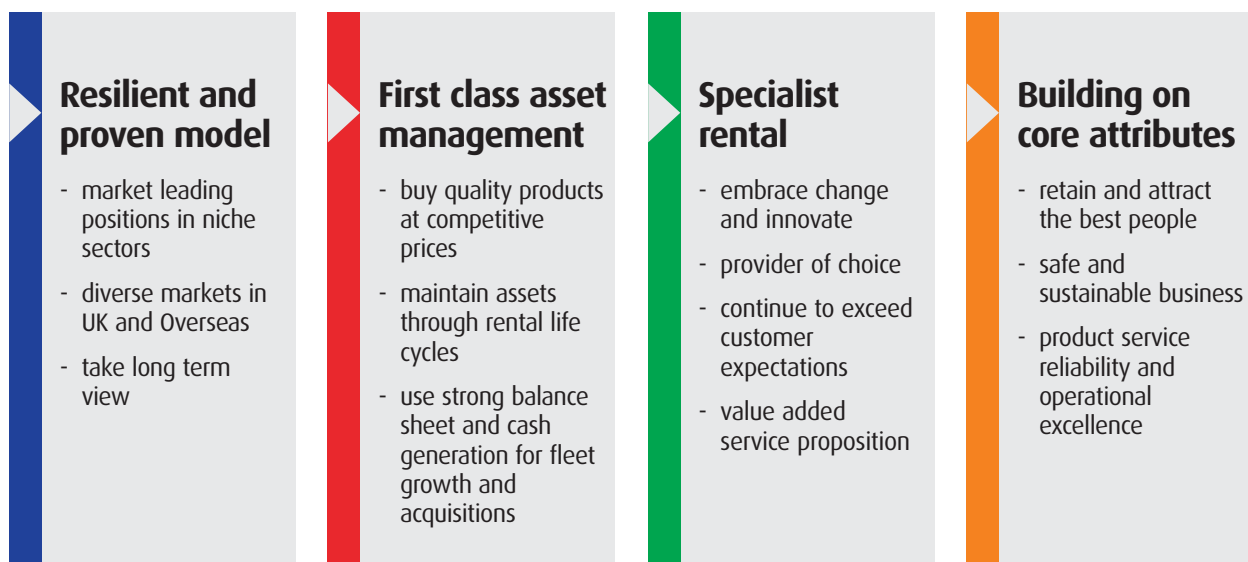 Resilient and
proven model
- market leading
positions in niche
sectors
- diverse markets in
UK and Overseas
- take long term
view
First class asset
management
- buy quality products
at competitive
prices
- maintain assets
through rental life
cycles
- use strong balance
sheet and cash
generation for fleet
growth and
acquisitions
Specialist
rental
- embrace change
and innovate
- provider of choice
- continue to exceed
customer
expectations
- value added
service proposition
Building on
core attributes
- retain and attract
the best people
- safe and
sustainable business
- product service
reliability and
operational
excellence